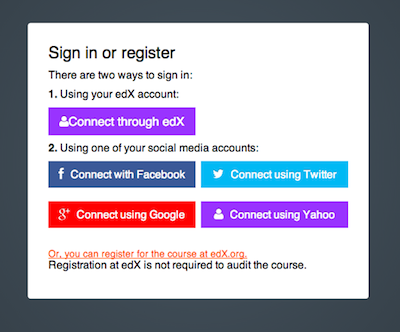 Sign in or register
There are two ways to sign in:
1. Using your edX account:
Connect through edX
2. Using one of your social media accounts:
f Connect with Facebook
Connect using Twitter
g+ Connect using Google
Connect using Yahoo
Or, you can register for the course at edX.org.
Registration at edX is not required to audit the course.